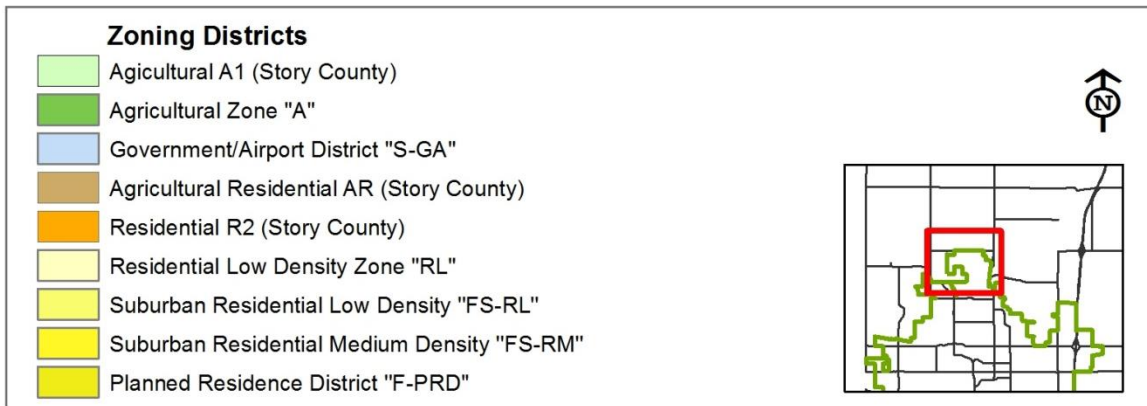 Zoning Districts
Agicultural A1 (Story County)
Agricultural Zone "A"
Government/Airport District "S-GA"
Agricultural Residential AR (Story County)
Residential R2 (Story County)
Residential Low Density Zone "RL"
Suburban Residential Low Density "FS-RL"
Suburban Residential Medium Density "FS-RM"
Planned Residence District "F-PRD"
N